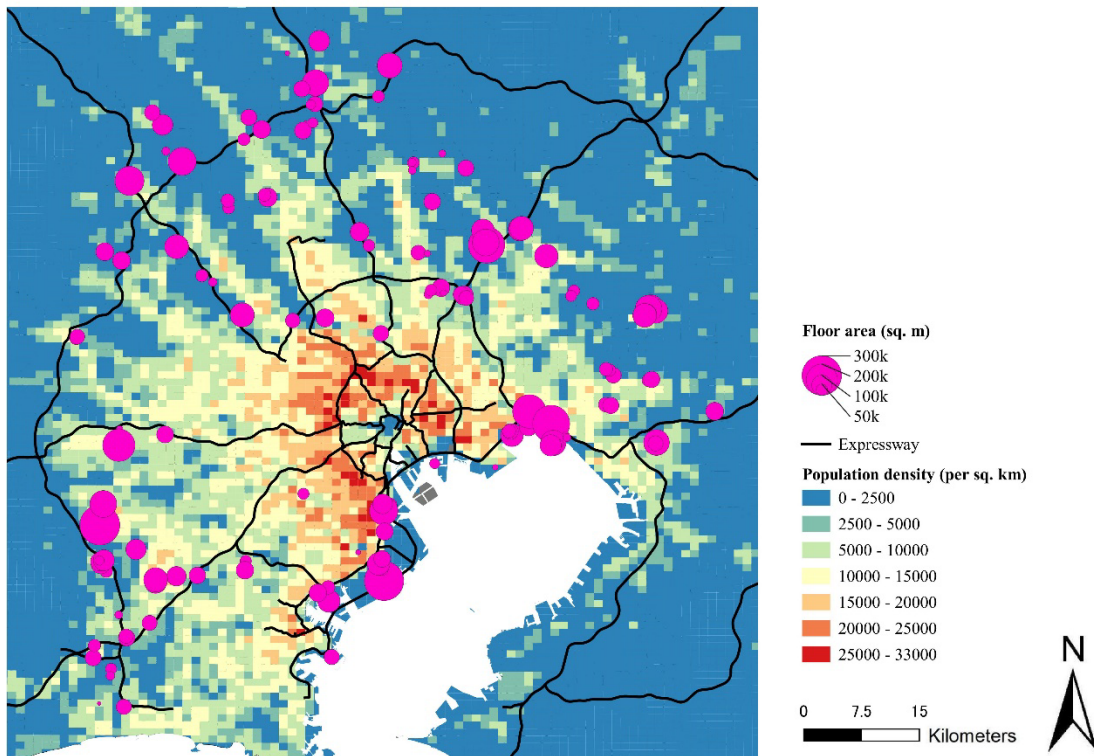 Floor area (sq. m)
300k
200k
100k
50k
Expressway
Population density (per sq. km)
0 - 2500
2500 - 5000
5000 - 10000
10000 - 15000
15000 - 20000
20000 - 25000
25000 - 33000
N
0 7.5 15
Kilometers